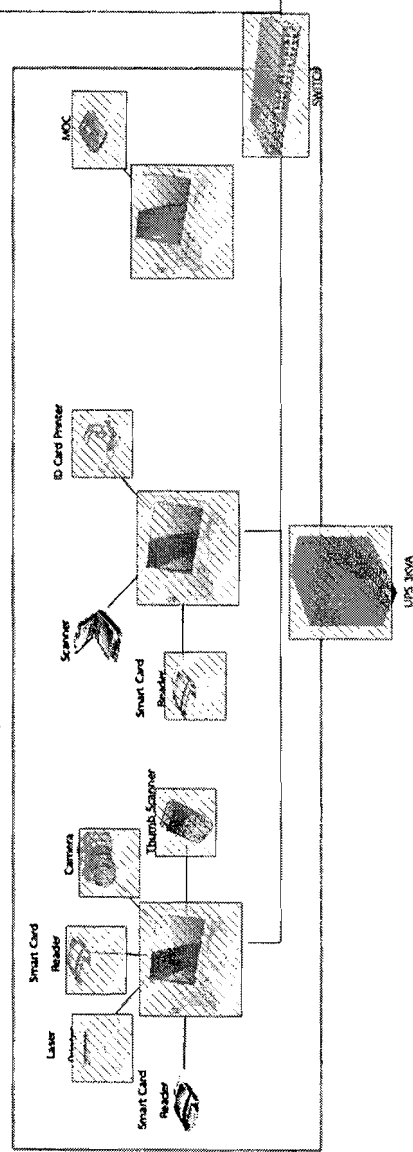 Laser
Smart Card
Reader
Camera
Smart Card
Reader
Thumb Scanner
Scanner
ID Card Printer
Smart Card
Reader
MOC
SWITCH
UPS 3KVA